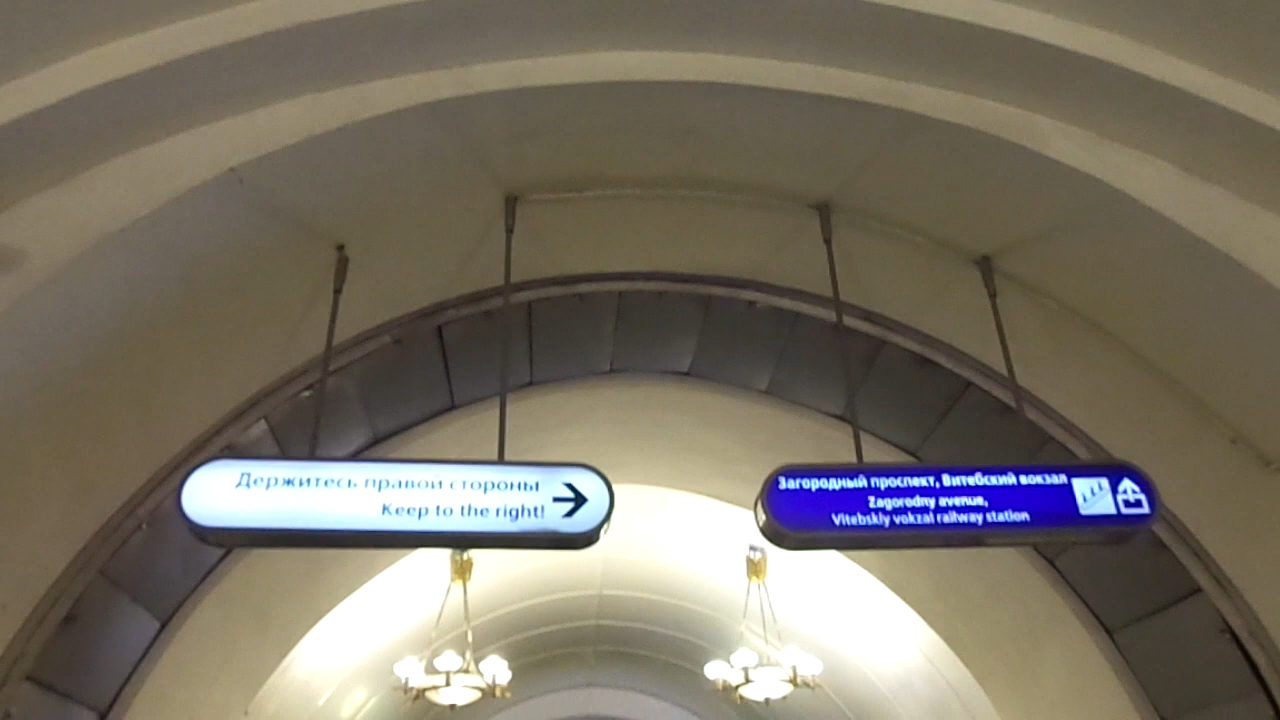 Держитесь правой стороны
Keep to the right!
Загородный проспект, Витебский вокзал
Zagorodny avenue,
Vitebskiy vokzal railway station